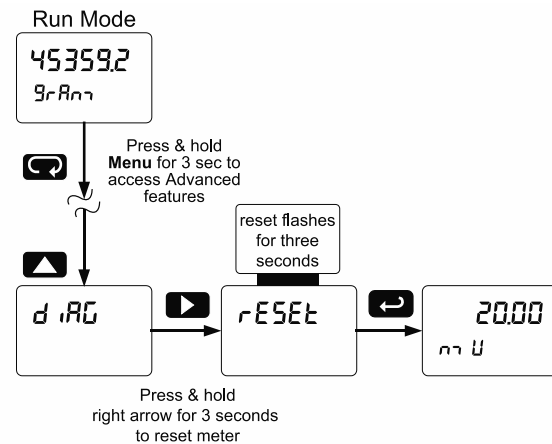 Run Mode
45359.2
grAm
Press & hold
Menu for 3 sec to
access Advanced
features
reset flashes
for three
seconds
diAG
rESEt
20.00
mV
Press & hold
right arrow for 3 seconds
to reset meter